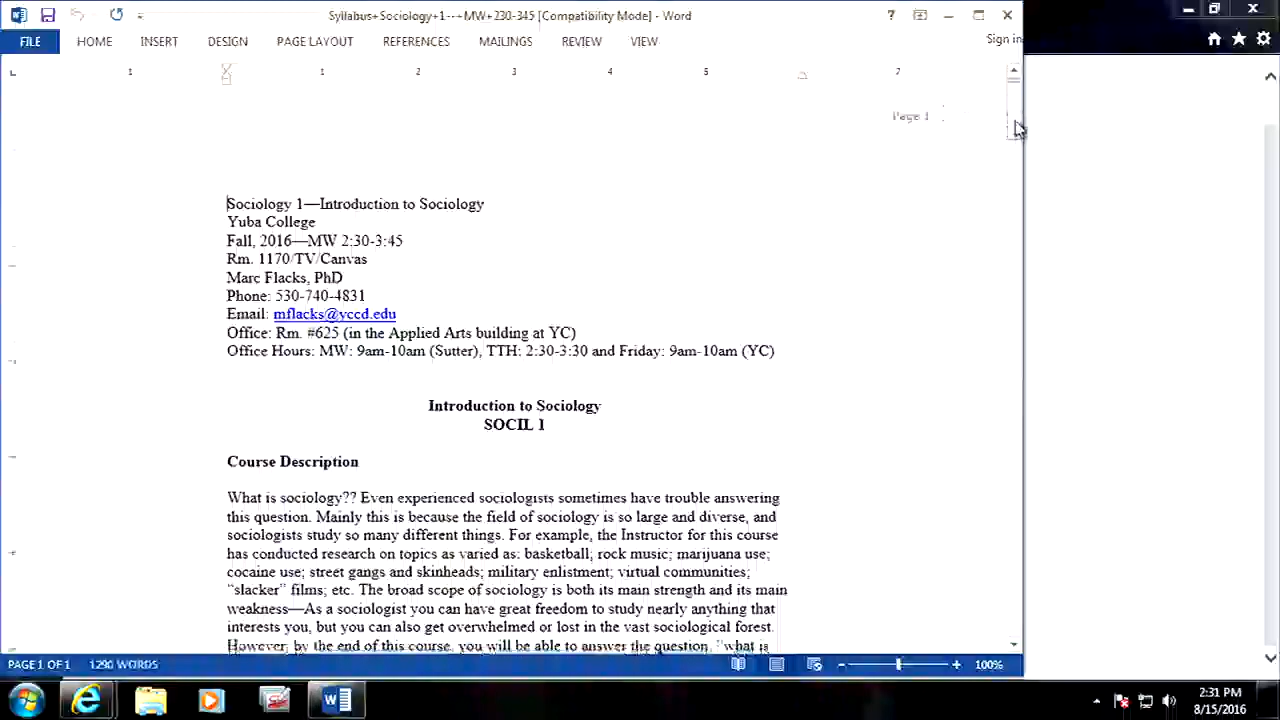 Syllabus+Sociology+1--+MW+230-345 [Compatibility Mode] - Word
FILE HOME INSERT DESIGN PAGE LAYOUT REFERENCES MAILINGS REVIEW VIEW Sign in
1 1 2 3 4 5 7
Page 1
Sociology 1—Introduction to Sociology
Yuba College
Fall, 2016—MW 2:30-3:45
Rm. 1170/TV/Canvas
Marc Flacks, PhD
Phone: 530-740-4831
Email: mflacks@yccd.edu
Office: Rm. #625 (in the Applied Arts building at YC)
Office Hours: MW: 9am-10am (Sutter), TTH: 2:30-3:30 and Friday: 9am-10am (YC)
Introduction to Sociology
SOCIL 1
Course Description
What is sociology?? Even experienced sociologists sometimes have trouble answering
this question. Mainly this is because the field of sociology is so large and diverse, and
sociologists study so many different things. For example, the Instructor for this course
has conducted research on topics as varied as: basketball; rock music; marijuana use;
cocaine use; street gangs and skinheads; military enlistment; virtual communities;
"slacker" films; etc. The broad scope of sociology is both its main strength and its main
weakness—As a sociologist you can have great freedom to study nearly anything that
interests you, but you can also get overwhelmed or lost in the vast sociological forest.
However, by the end of this course, you will be able to answer the question, "what is
PAGE 1 OF 1 1290 WORDS 100%
2:31 PM
8/15/2016